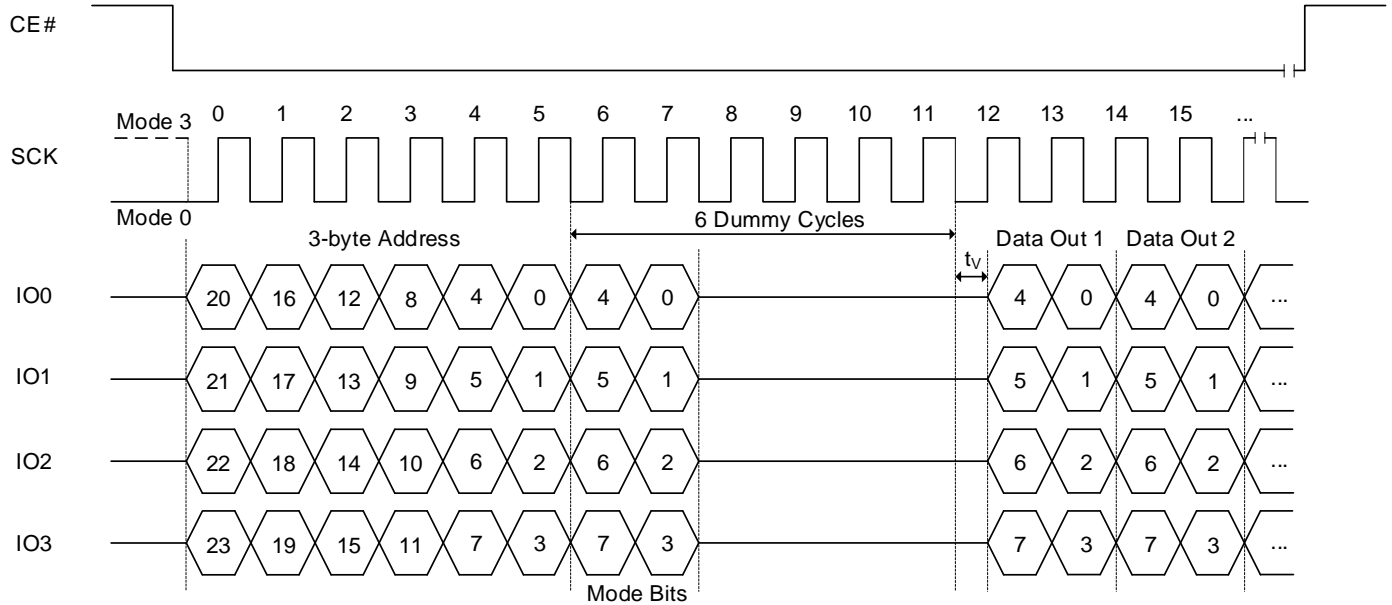 CE#
0 1 2 3 4 5 6 7 8 9 10 11 12 13 14 15 ...
Mode 3
SCK
Mode 0
6 Dummy Cycles
3-byte Address
Data Out 1 Data Out 2
tV
IO0 20 16 12 8 4 0 4 0 4 0 4 0 ...
IO1 21 17 13 9 5 1 5 1 5 1 5 1 ...
IO2 22 18 14 10 6 2 6 2 6 2 6 2 ...
IO3 23 19 15 11 7 3 7 3 7 3 7 3 ...
Mode Bits